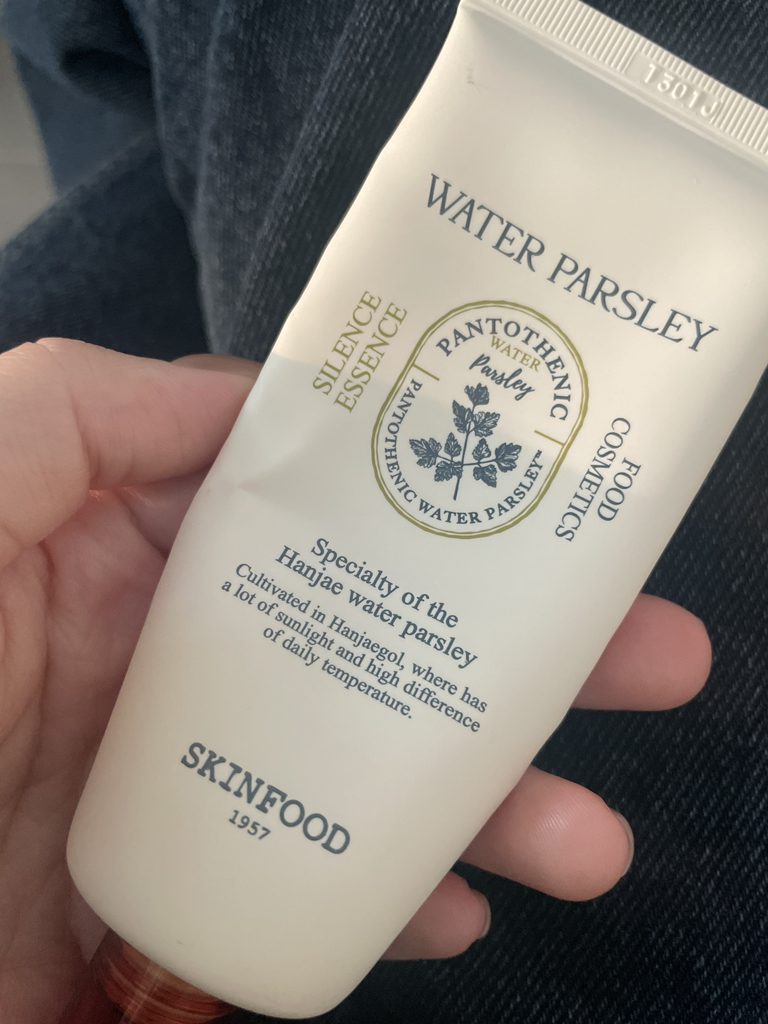 1301J
WATER PARSLEY
SILENCE
ESSENCE
PANTOTHENIC
WATER
Parsley
PANTOTHENIC WATER PARSLEY™
FOOD
COSMETICS
Specialty of the
Hanjae water parsley
Cultivated in Hanjaegol, where has
a lot of sunlight and high difference
of daily temperature.
SKINFOOD
1957